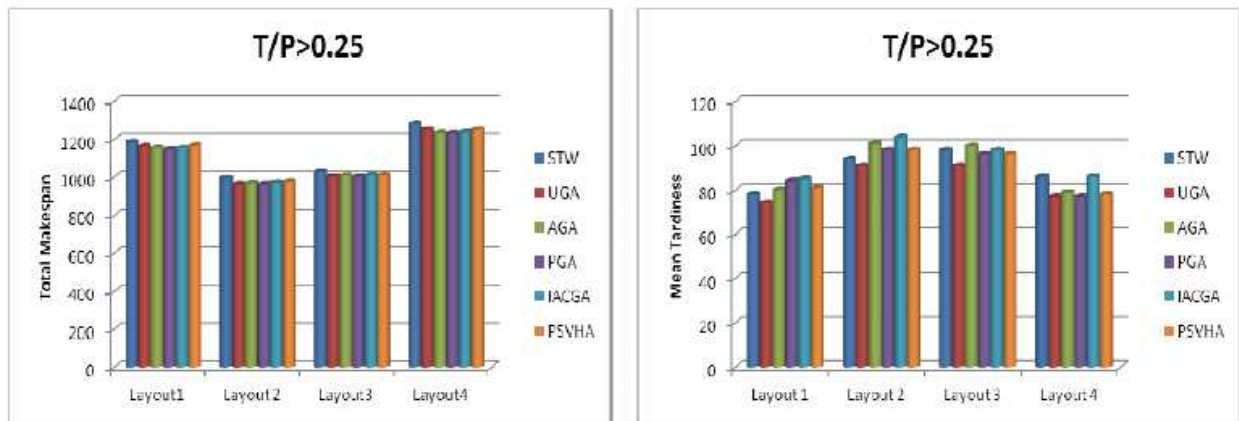 T/P>0.25
Total Makespan
1400
1200
1000
800
600
400
200
0
Layout1
Layout 2
Layout3
Layout4
STW
UGA
AGA
PGA
IACGA
PSVHA
T/P>0.25
Mean Tardiness
120
100
80
60
40
20
0
Layout 1
Layout 2
Layout 3
Layout 4
STW
UGA
AGA
PGA
IACGA
PSVHA